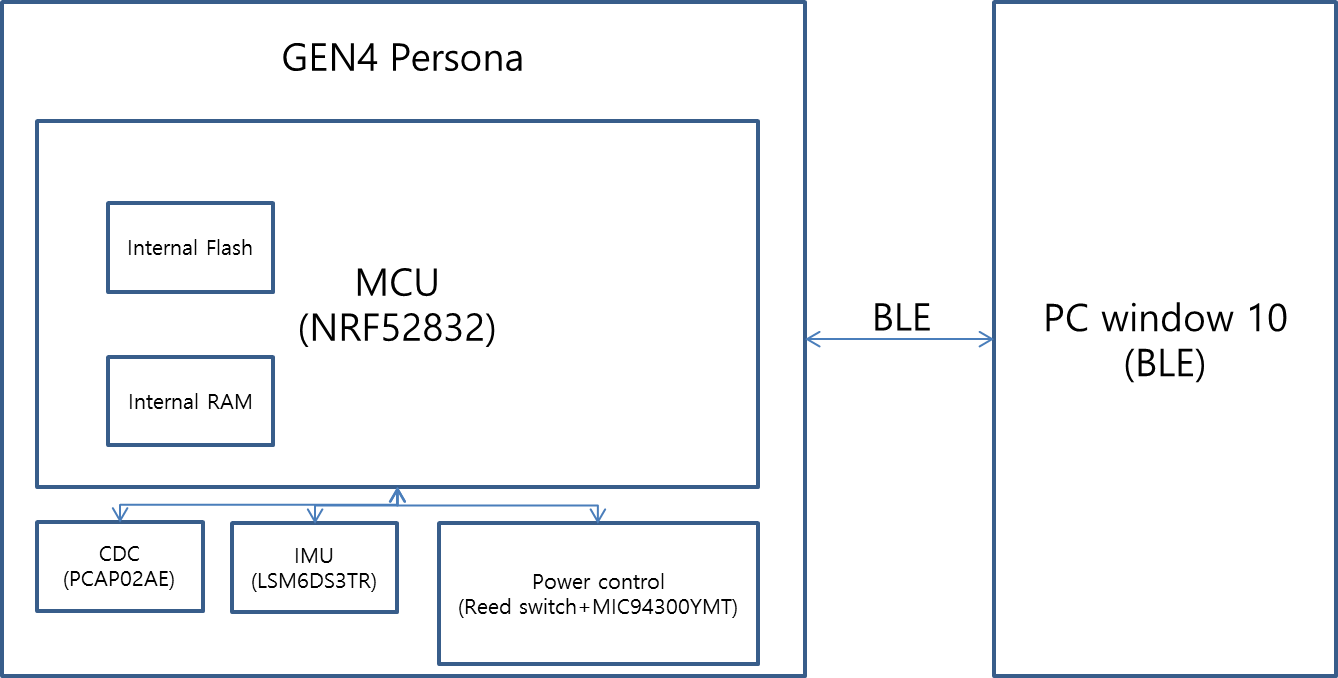 GEN4 Persona
Internal Flash
MCU
(NRF52832)
Internal RAM
CDC
(PCAP02AE)
IMU
(LSM6DS3TR)
Power control
(Reed switch+MIC94300YMT)
BLE
PC window 10
(BLE)